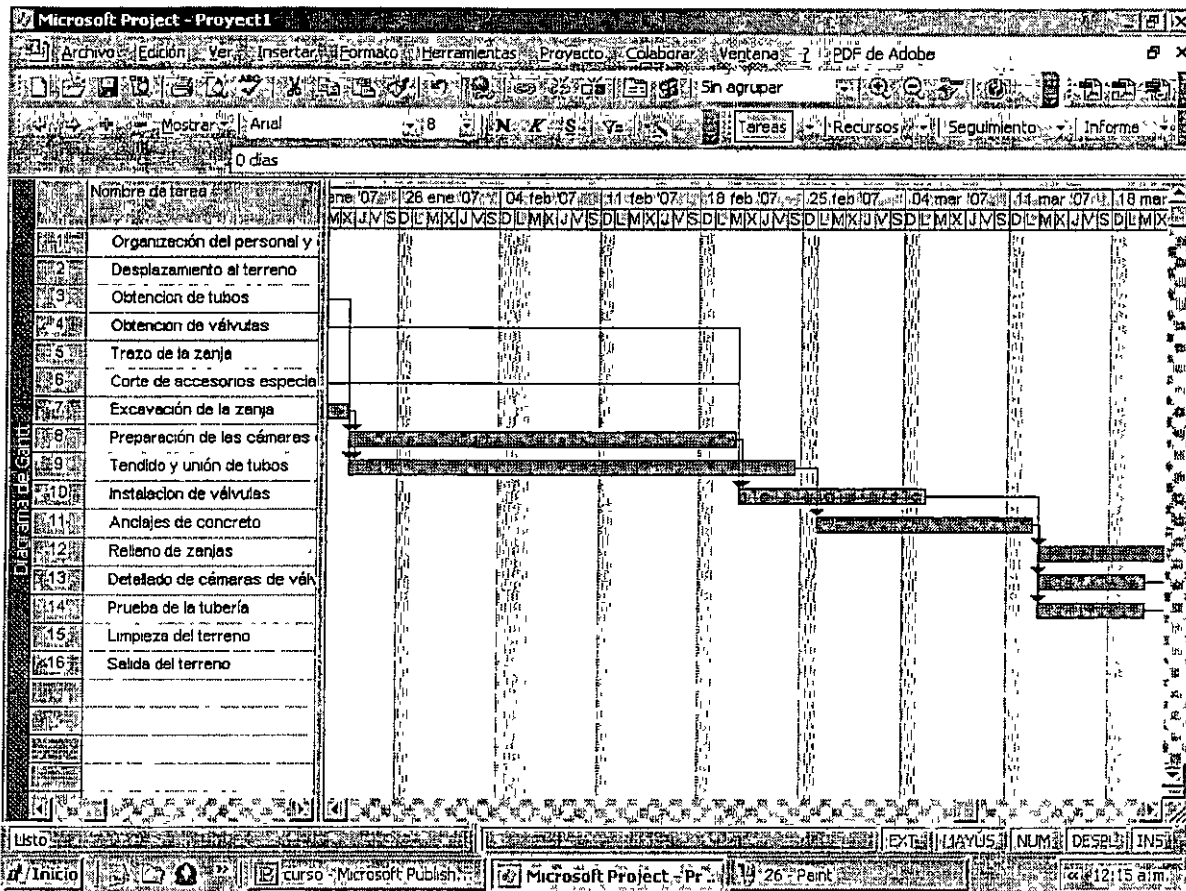 Microsoft Project - Proyect1
Archivo Edición Ver Insertar Formato Herramientas Proyecto Colaborar Ventana ? PDF de Adobe
Sin agrupar
Mostrar Arial 8 N K S Tareas Recursos Seguimiento Informe
0 días
Nombre de tarea
ene '07 26 ene '07 04 feb '07 11 feb '07 18 feb '07 25 feb '07 04 mar '07 11 mar '07 18 mar
M X J V S D L M X J V S D L M X J V S D L M X J V S D L M X J V S D L M X J V S D L M X J V S D L M X J V S D L M X
1 Organización del personal y
2 Desplazamiento al terreno
3 Obtencion de tubos
4 Obtención de válvulas
5 Trazo de la zanja
6 Corte de accesorios especia
7 Excavación de la zanja
8 Preparación de las cámaras
9 Tendido y unión de tubos
10 Instalacion de válvulas
11 Anclajes de concreto
12 Relleno de zanjas
13 Detallado de cámaras de válv
14 Prueba de la tubería
15 Limpieza del terreno
16 Salida del terreno
Diagrama de Gantt
Listo EXT MAYÚS NUM DESPL INS
Inicio » curso - Microsoft Publish... Microsoft Project - Pr... 26 - Paint « 12:15 a.m.